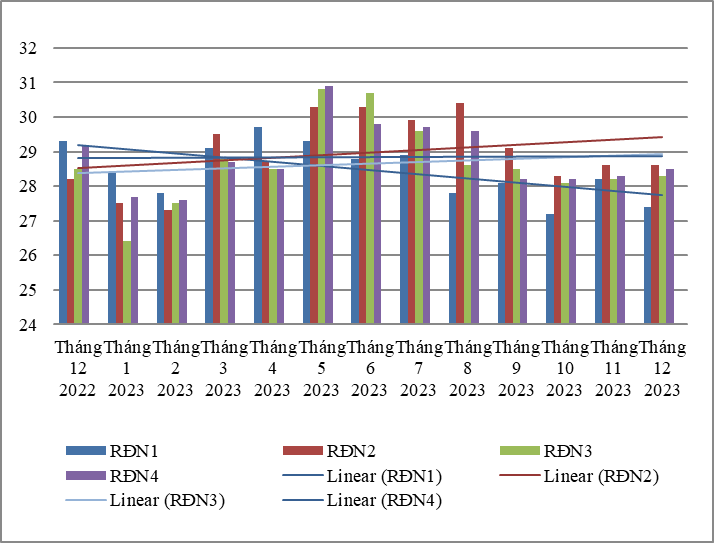 32
31
30
29
28
27
26
25
24
Tháng Tháng Tháng Tháng Tháng Tháng Tháng Tháng Tháng Tháng Tháng Tháng Tháng
12 1 2 3 4 5 6 7 8 9 10 11 12
2022 2023 2023 2023 2023 2023 2023 2023 2023 2023 2023 2023 2023
RĐN1 RĐN2 RĐN3
RĐN4 Linear (RĐN1) Linear (RĐN2)
Linear (RĐN3) Linear (RĐN4)